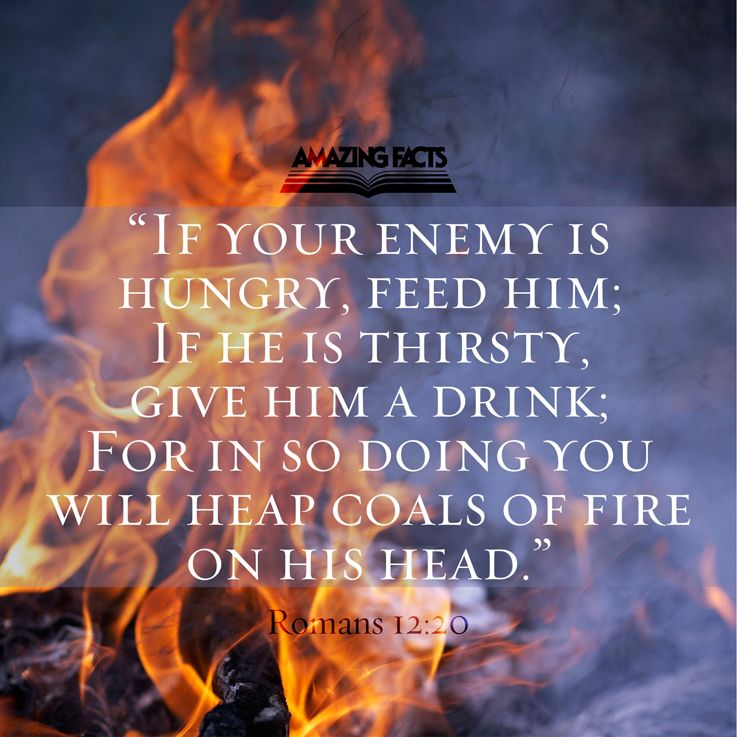 AMAZING FACTS
“If your enemy is
hungry, feed him;
If he is thirsty,
give him a drink;
For in so doing you
will heap coals of fire
on his head.”
Romans 12:20